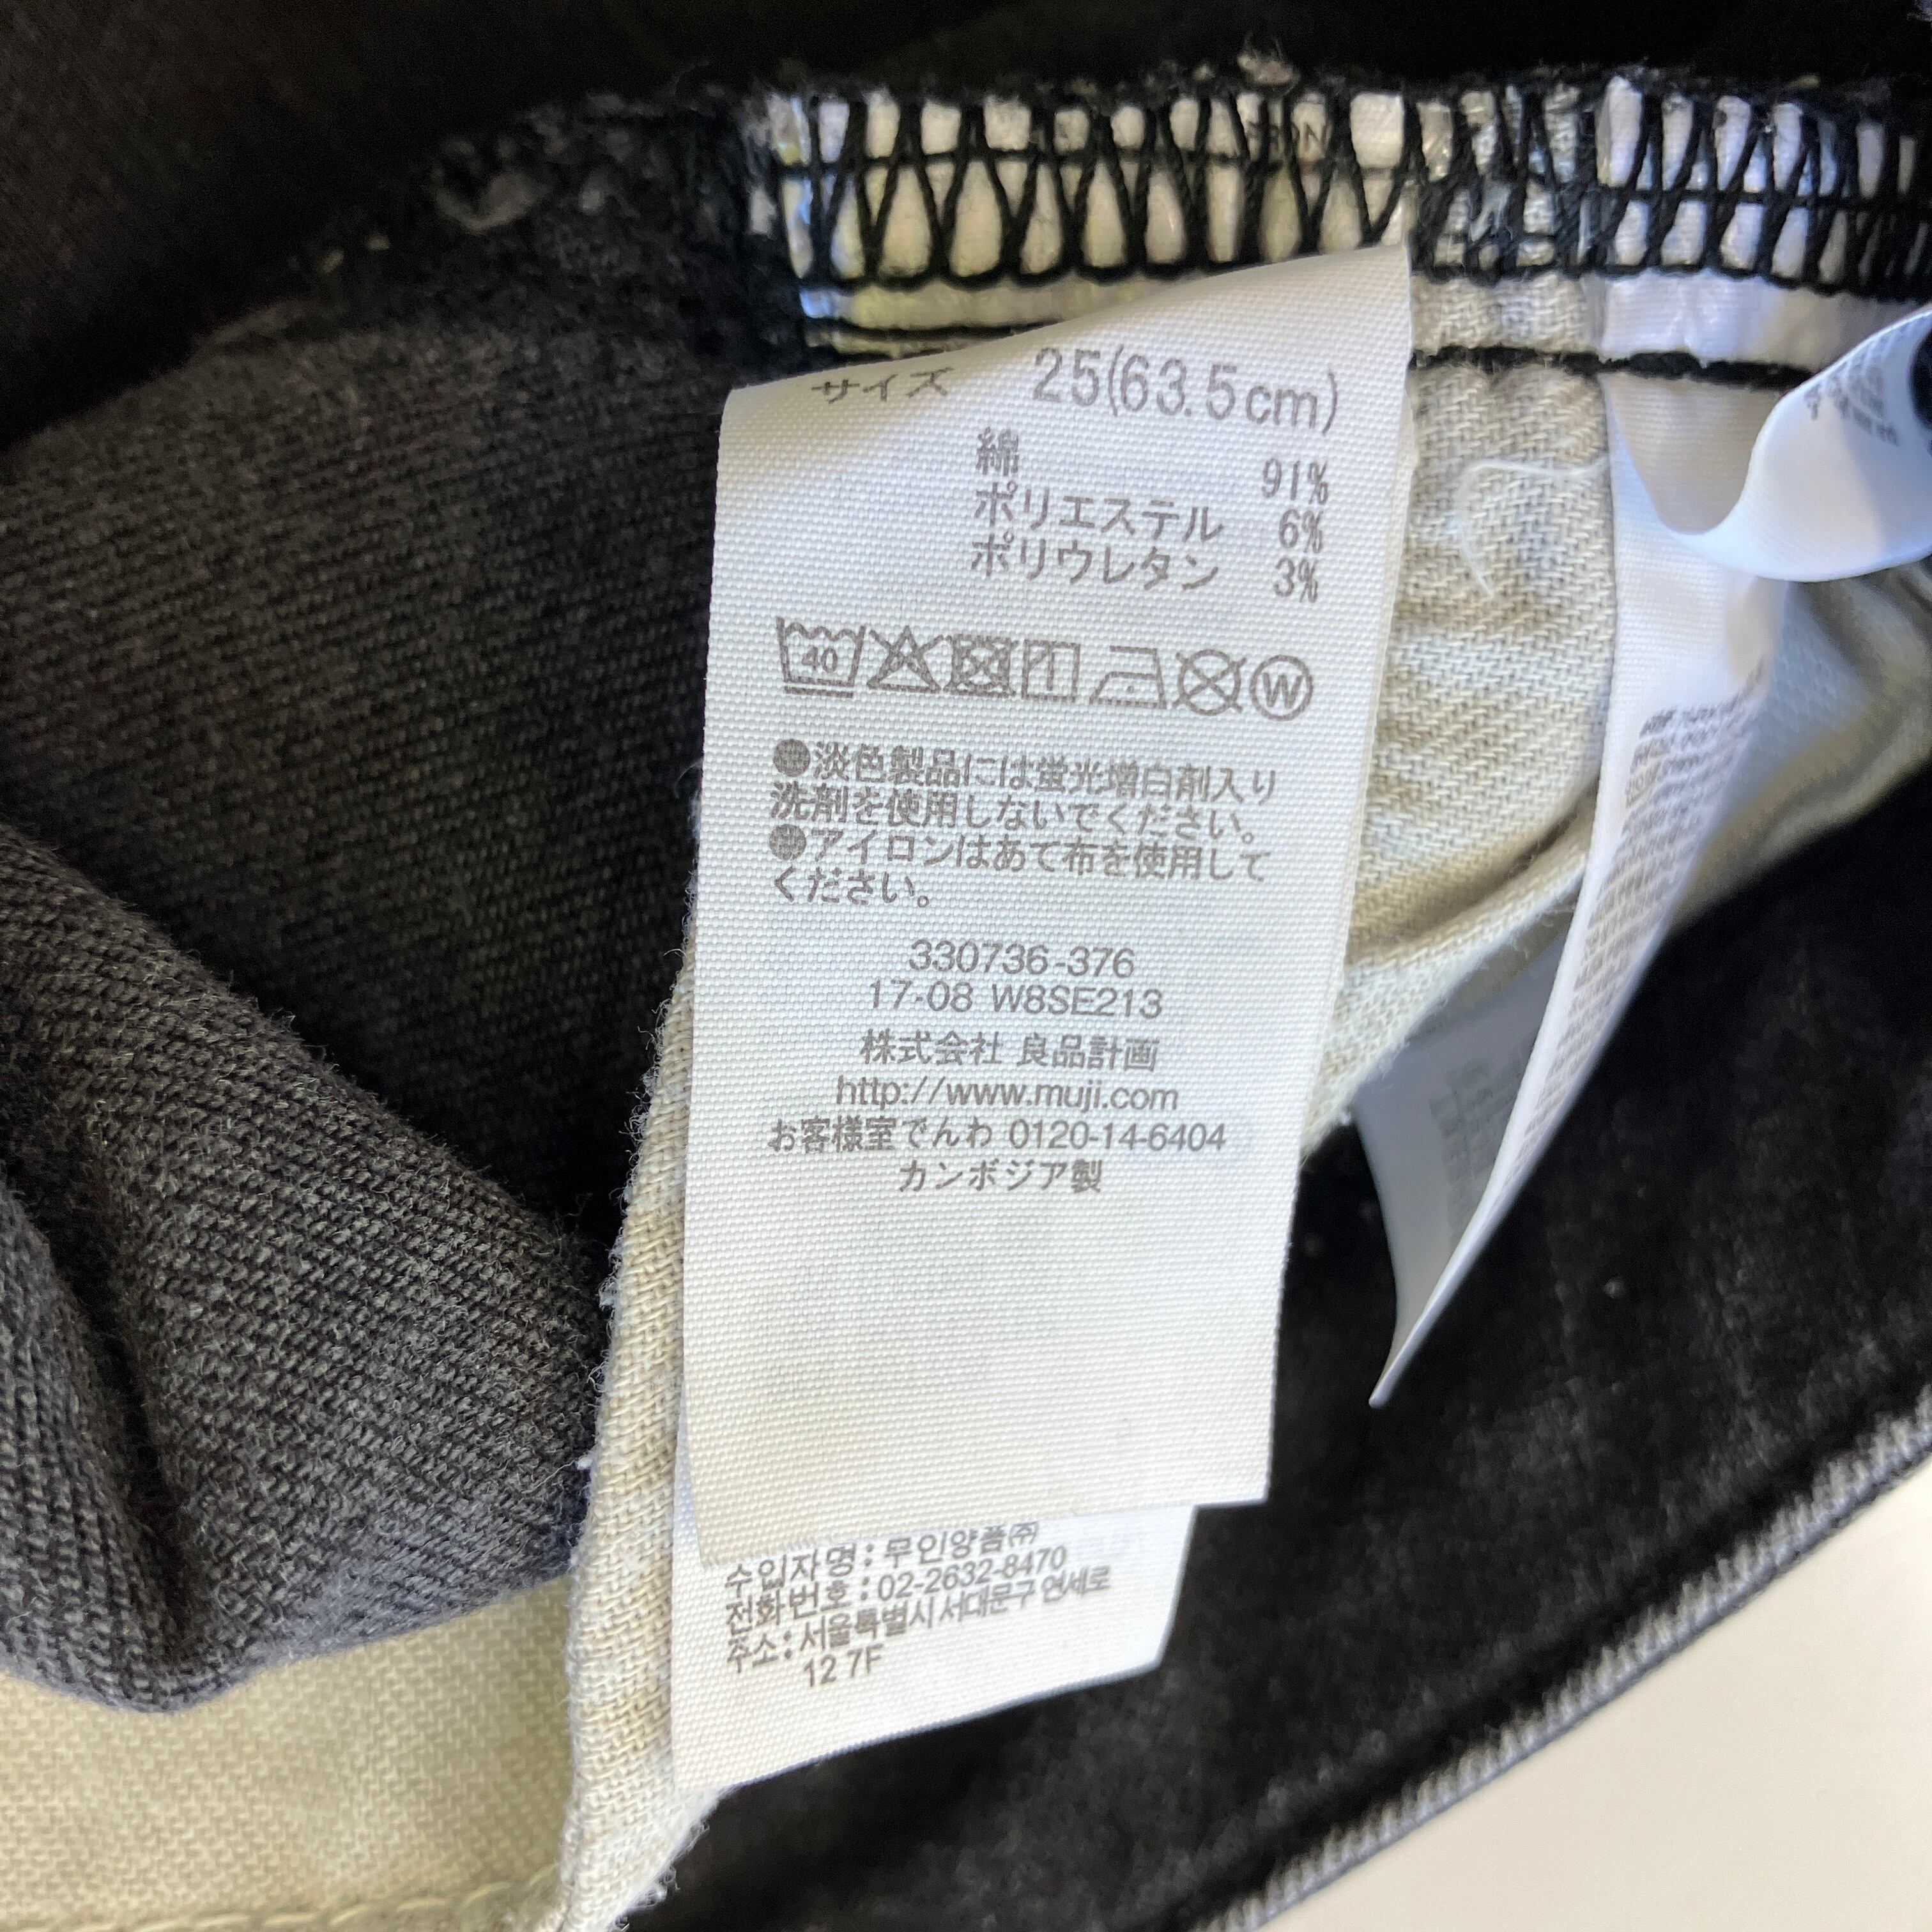 サイズ 25(63.5cm)
綿 91%
ポリエステル 6%
ポリウレタン 3%
40 W
●淡色製品には蛍光増白剤入り
洗剤を使用しないでください。
●アイロンはあて布を使用して
ください。
330736-376
17-08 W8SE213
株式会社 良品計画
http://www.muji.com
お客様室でんわ 0120-14-6404
カンボジア製
수입자명:무인양품㈜
전화번호:02-2632-8470
주소:서울특별시서대문구연세로
12 7F